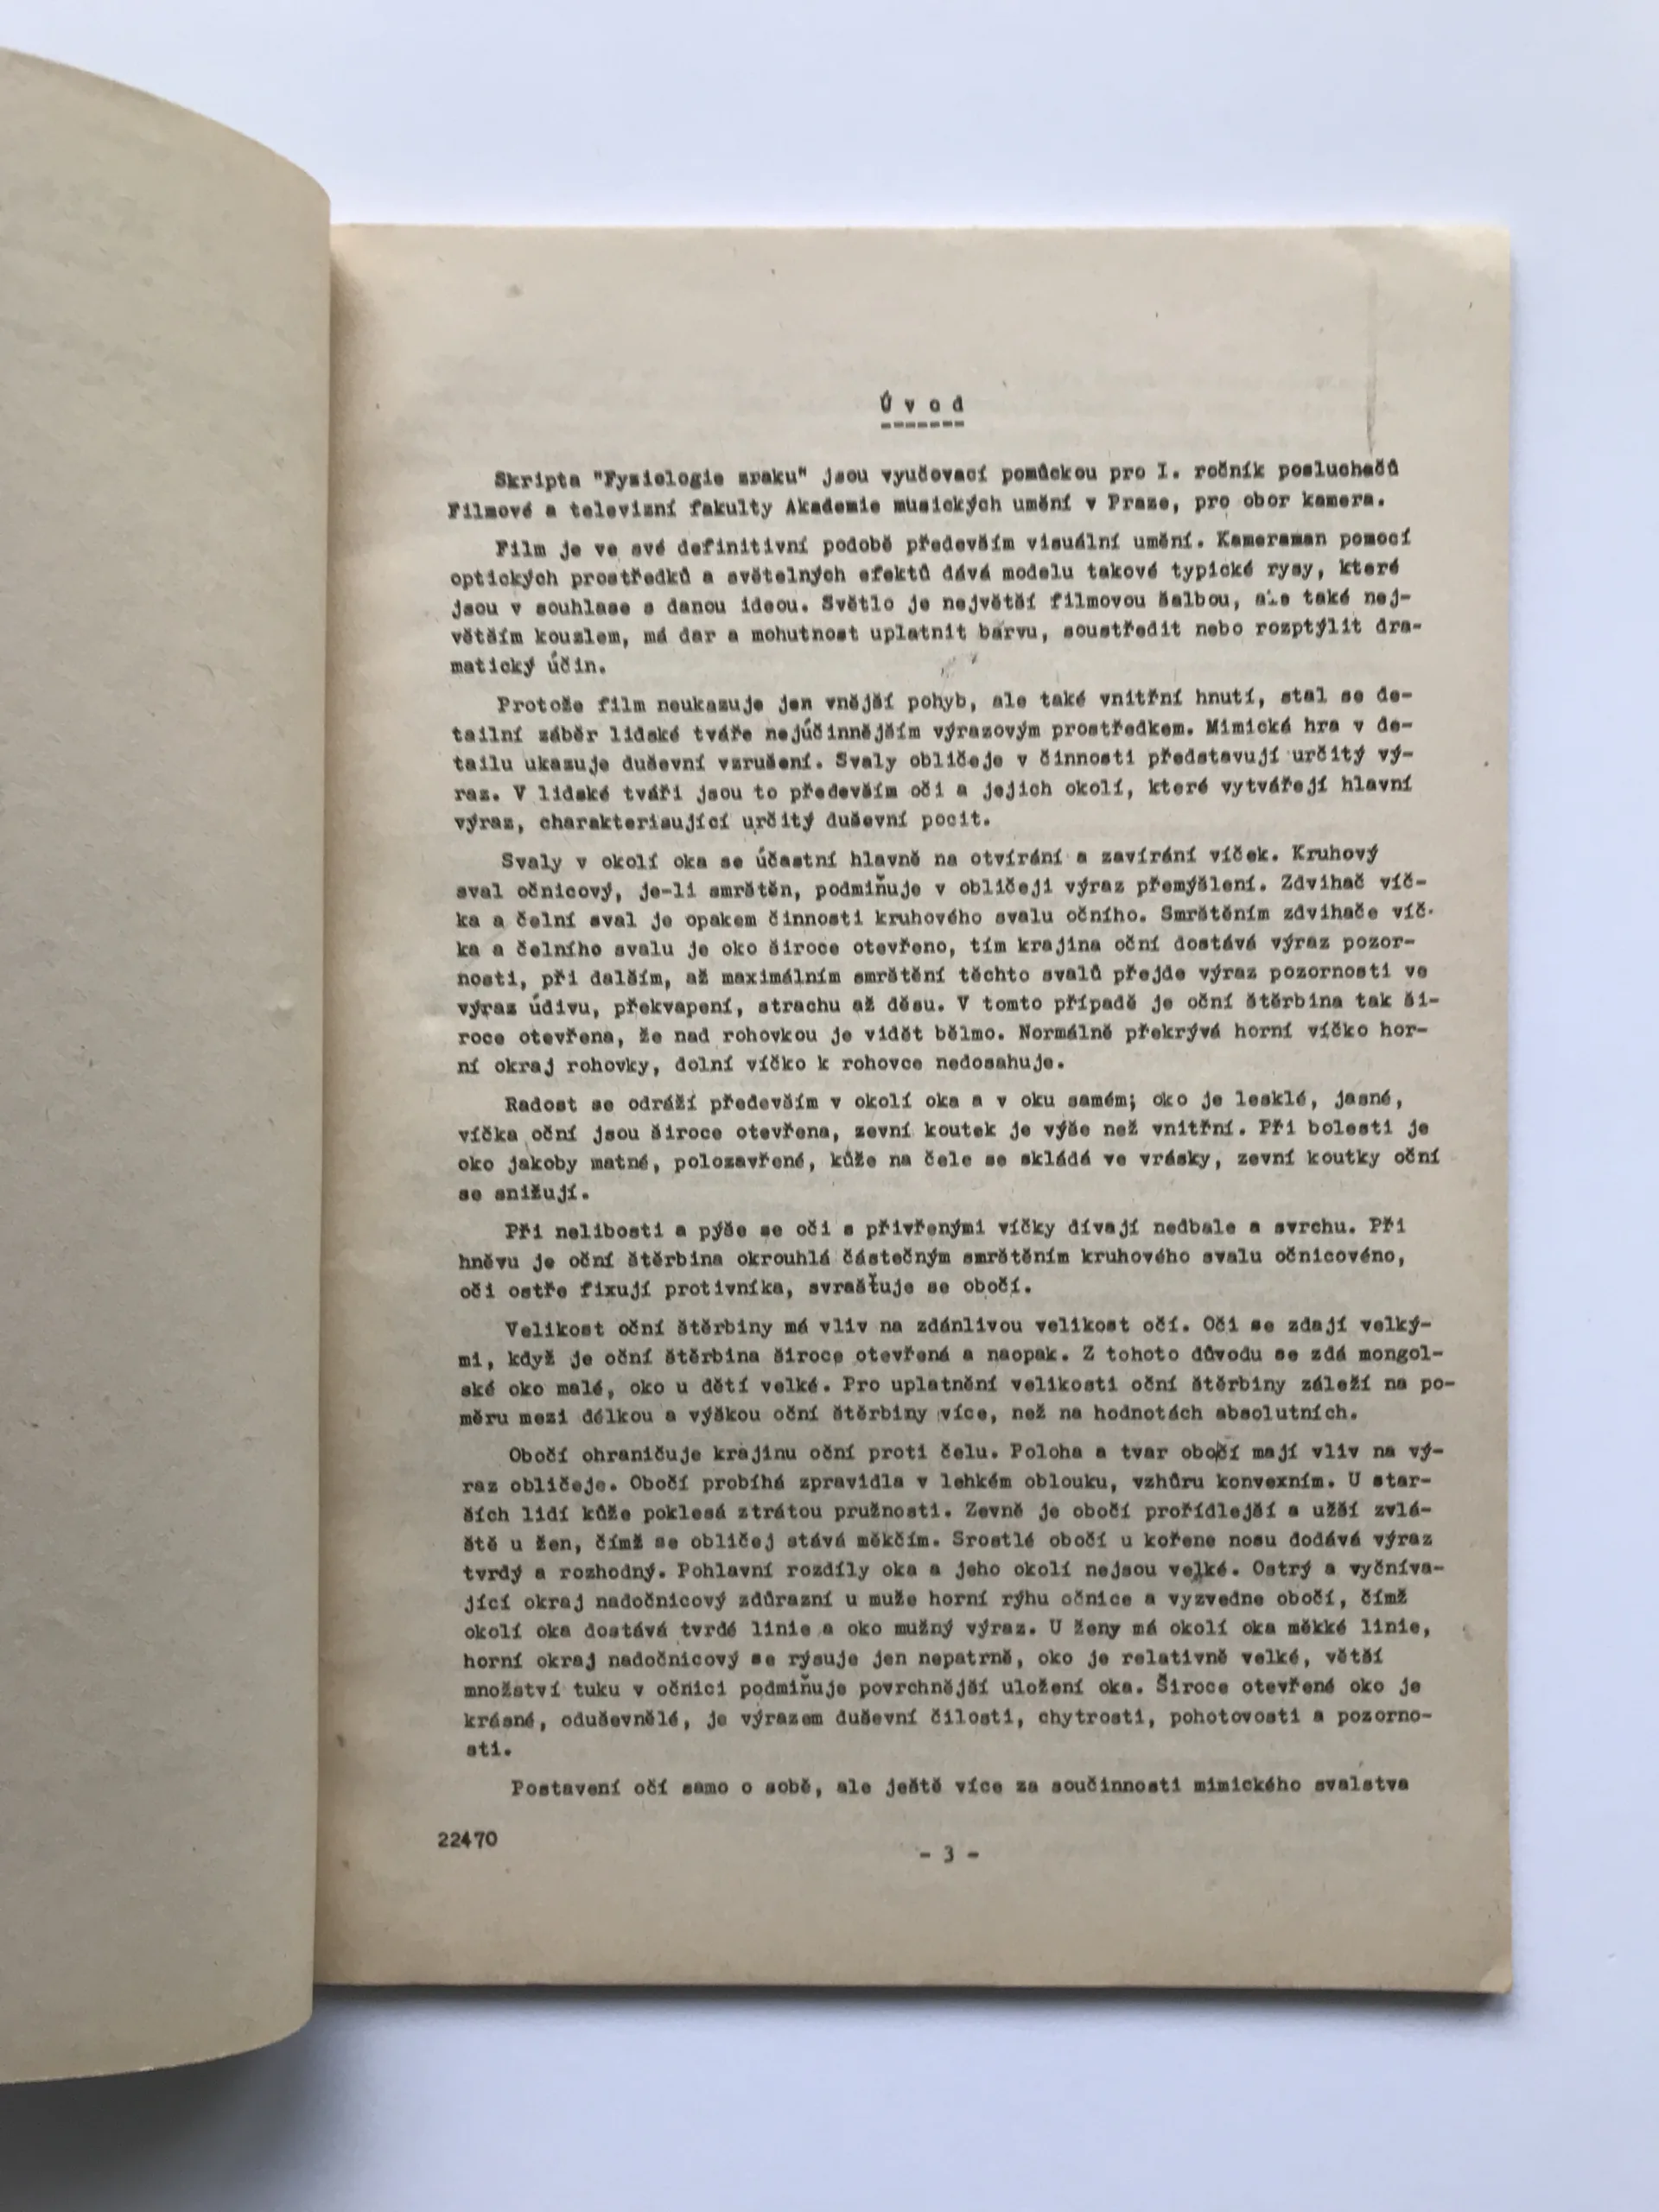 Úvod
Skripta "Fysiologie zraku" jsou vyučovací pomůckou pro I. ročník posluchačů
Filmové a televizní fakulty Akademie musických umění v Praze, pro obor kamera.
Film je ve své definitivní podobě především visuální umění. Kameraman pomocí
optických prostředků a světelných efektů dává modelu takové typické rysy, které
jsou v souhlase s danou ideou. Světlo je největší filmovou šalbou, ale také nej-
větším kouzlem, má dar a mohutnost uplatnit barvu, soustředit nebo rozptýlit dra-
matický účin.
Protože film neukazuje jen vnější pohyb, ale také vnitřní hnutí, stal se de-
tailní záběr lidské tváře nejúčinnějším výrazovým prostředkem. Mimická hra v de-
tailu ukazuje duševní vzrušení. Svaly obličeje v činnosti představují určitý vý-
raz. V lidské tváři jsou to především oči a jejich okolí, které vytvářejí hlavní
výraz, charakterisující určitý duševní pocit.
Svaly v okolí oka se účastní hlavně na otvírání a zavírání víček. Kruhový
sval očnicový, je-li smrštěn, podmiňuje v obličeji výraz přemýšlení. Zdvihač víč-
ka a čelní sval je opakem činnosti kruhového svalu očního. Smrštěním zdvihače víč-
ka a čelního svalu je oko široce otevřeno, tím krajina oční dostává výraz pozor-
nosti, při dalším, až maximálním smrštění těchto svalů přejde výraz pozornosti ve
výraz údivu, překvapení, strachu až děsu. V tomto případě je oční štěrbina tak ši-
roce otevřena, že nad rohovkou je vidět bělmo. Normálně překrývá horní víčko hor-
ní okraj rohovky, dolní víčko k rohovce nedosahuje.
Radost se odráží především v okolí oka a v oku samém; oko je lesklé, jasné,
víčka oční jsou široce otevřena, zevní koutek je výše než vnitřní. Při bolesti je
oko jakoby matné, polozavřené, kůže na čele se skládá ve vrásky, zevní koutky oční
se snižují.
Při nelibosti a pýše se oči s přivřenými víčky dívají nedbale a svrchu. Při
hněvu je oční štěrbina okrouhlá částečným smrštěním kruhového svalu očnicovéno,
oči ostře fixují protivníka, svrašťuje se obočí.
Velikost oční štěrbiny má vliv na zdánlivou velikost očí. Oči se zdají velký-
mi, když je oční štěrbina široce otevřená a naopak. Z tohoto důvodu se zdá mongol-
ské oko malé, oko u dětí velké. Pro uplatnění velikosti oční štěrbiny záleží na po-
měru mezi délkou a výškou oční štěrbiny více, než na hodnotách absolutních.
Obočí ohraničuje krajinu oční proti čelu. Poloha a tvar obočí mají vliv na vý-
raz obličeje. Obočí probíhá zpravidla v lehkém oblouku, vzhůru konvexním. U star-
ších lidí kůže poklesá ztrátou pružnosti. Zevně je obočí prořídlejší a užší zvlá-
ště u žen, čímž se obličej stává měkčím. Srostlé obočí u kořene nosu dodává výraz
tvrdý a rozhodný. Pohlavní rozdíly oka a jeho okolí nejsou velké. Ostrý a vyčníva-
jící okraj nadočnicový zdůrazní u muže horní rýhu očnice a vyzvedne obočí, čímž
okolí oka dostává tvrdé linie a oko mužný výraz. U ženy má okolí oka měkké linie,
horní okraj nadočnicový se rýsuje jen nepatrně, oko je relativně velké, větší
množství tuku v očnici podmiňuje povrchnější uložení oka. Široce otevřené oko je
krásné, oduševnělé, je výrazem duševní čilosti, chytrosti, pohotovosti a pozorno-
sti.
Postavení očí samo o sobě, ale ještě více za součinnosti mimického svalstva
22470
- 3 -